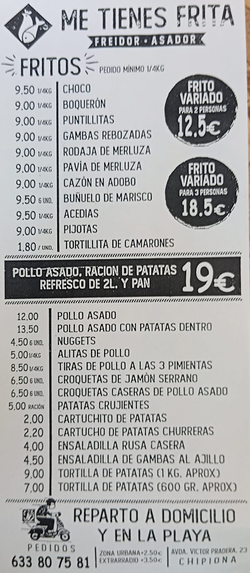 ME TIENES FRITA
FREIDOR - ASADOR
FRITOS PEDIDO MÍNIMO 1/4KG
9.50 1/4KG CHOCO
9.00 1/4KG BOQUERÓN
9.00 1/4KG PUNTILLITAS
9.00 1/4KG GAMBAS REBOZADAS
9.00 1/4KG RODAJA DE MERLUZA
9.00 1/4KG PAVÍA DE MERLUZA
9.00 1/4KG CAZÓN EN ADOBO
9.50 6 UND. BUÑUELO DE MARISCO
9.50 1/4KG ACEDIAS
9.00 1/4KG PIJOTAS
1.80 / UND. TORTILLITA DE CAMARONES
FRITO
VARIADO
PARA 2 PERSONAS
12.5€
FRITO
VARIADO
PARA 3 PERSONAS
18.5€
POLLO ASADO, RACION DE PATATAS
REFRESCO DE 2L. Y PAN
19€
12.00 POLLO ASADO
13.50 POLLO ASADO CON PATATAS DENTRO
4.50 6 UND. NUGGETS
5.00 1/4KG ALITAS DE POLLO
8.50 1/4KG TIRAS DE POLLO A LAS 3 PIMIENTAS
6.50 6 UND. CROQUETAS DE JAMÓN SERRANO
6.50 6 UND. CROQUETAS CASERAS DE POLLO ASADO
5.00 RACIÓN PATATAS CRUJIENTES
2,00 CARTUCHITO DE PATATAS
2,20 CARTUCHO DE PATATAS CHURRERAS
4,00 ENSALADILLA RUSA CASERA
4,50 ENSALADILLA DE GAMBAS AL AJILLO
9.00 TORTILLA DE PATATAS (1 KG. APROX)
7.00 TORTILLA DE PATATAS (600 GR. APROX)
REPARTO A DOMICILIO
Y EN LA PLAYA
PEDIDOS
633 80 75 81
ZONA URBANA +2.50€
EXTRARRADIO +3.50€
AVDA. VICTOR PRADERA, 23
CHIPIONA